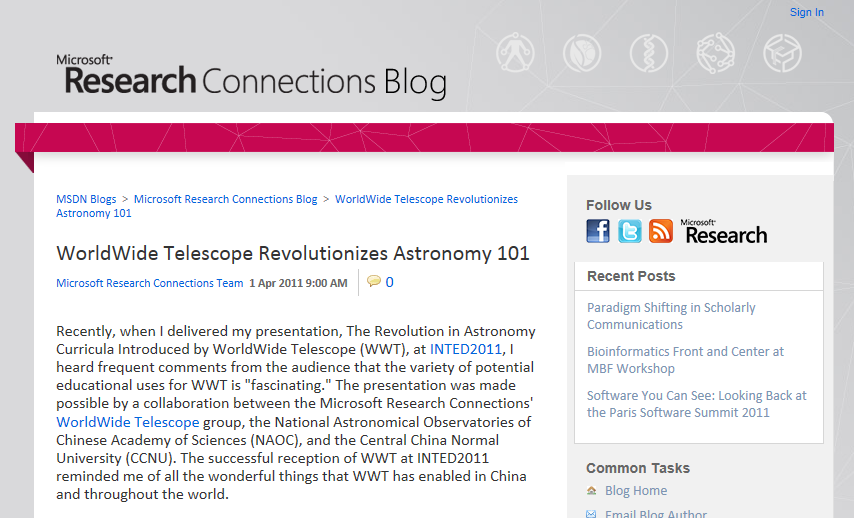 Sign In
Microsoft®
Research Connections Blog
MSDN Blogs > Microsoft Research Connections Blog > WorldWide Telescope Revolutionizes
Astronomy 101
WorldWide Telescope Revolutionizes Astronomy 101
Microsoft Research Connections Team 1 Apr 2011 9:00 AM 0
Recently, when I delivered my presentation, The Revolution in Astronomy
Curricula Introduced by WorldWide Telescope (WWT), at INTED2011, I
heard frequent comments from the audience that the variety of potential
educational uses for WWT is "fascinating." The presentation was made
possible by a collaboration between the Microsoft Research Connections'
WorldWide Telescope group, the National Astronomical Observatories of
Chinese Academy of Sciences (NAOC), and the Central China Normal
University (CCNU). The successful reception of WWT at INTED2011
reminded me of all the wonderful things that WWT has enabled in China
and throughout the world.
Follow Us
Microsoft®
Research
Recent Posts
Paradigm Shifting in Scholarly
Communications
Bioinformatics Front and Center at
MBF Workshop
Software You Can See: Looking Back at
the Paris Software Summit 2011
Common Tasks
Blog Home
Email Blog Author